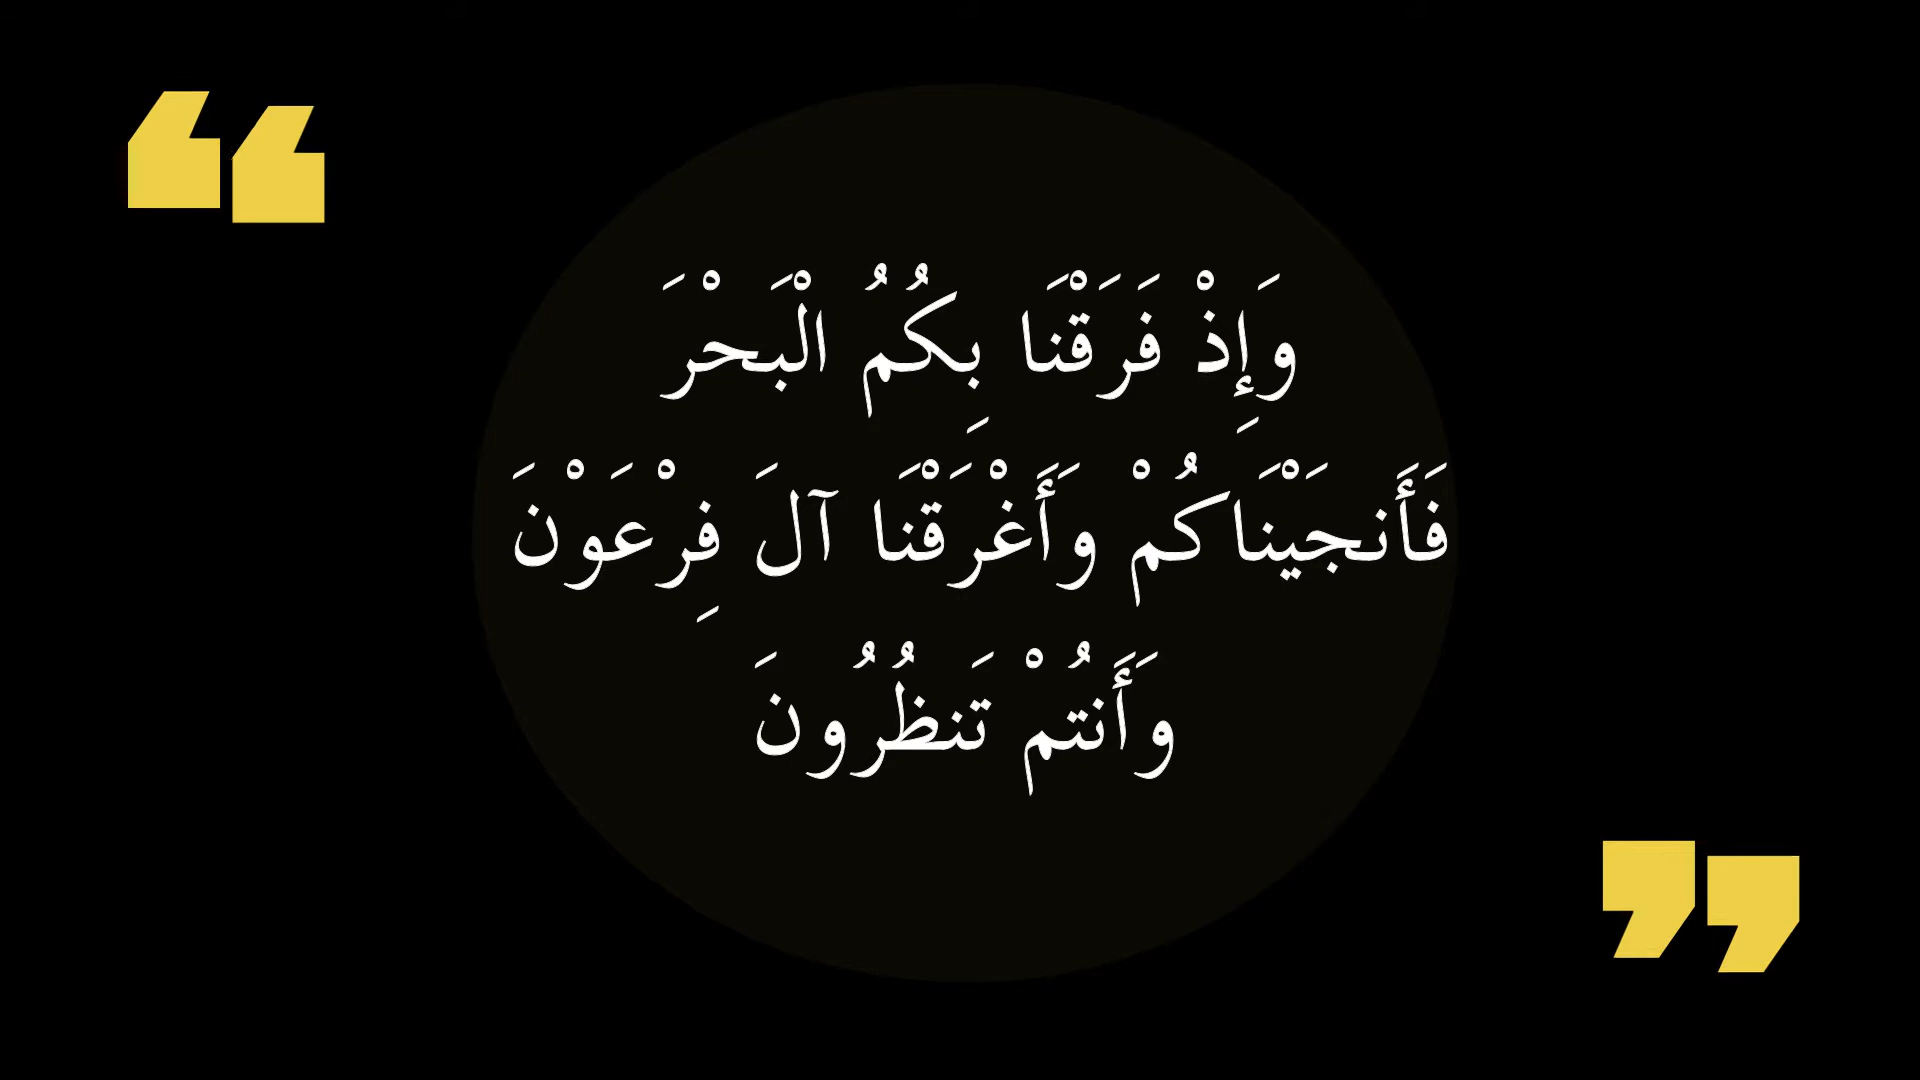 وَإِذْ فَرَقْنَا بِكُمُ الْبَحْرَ
فَأَنجَيْنَاكُمْ وَأَغْرَقْنَا آلَ فِرْعَوْنَ
وَأَنتُمْ تَنظُرُونَ